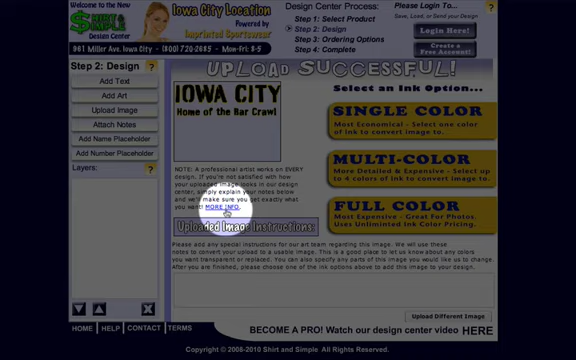 Welcome to the New
SHIRT & SIMPLE
Design Center
Iowa City Location
Powered by
Imprinted Sportswear
961 Miller Ave. Iowa City - (800) 720-2685 - Mon-Fri: 8-5
Design Center Process:
Step 1: Select Product
Step 2: Design
Step 3: Ordering Options
Step 4: Complete
Please Login To...
Save, Load, or Send your Design
?
Login Here!
Create a
Free Account!
Step 2: Design
?
Add Text
Add Art
Upload Image
Attach Notes
Add Name Placeholder
Add Number Placeholder
Layers:
?
UPLOAD SUCCESSFUL!
IOWA CITY
Home of the Bar Crawl
Select an Ink Option...
SINGLE COLOR
Most Economical - Select one color
of ink to convert image to.
MULTI-COLOR
More Detailed & Expensive - Select up
to 4 colors of ink to convert image to.
FULL COLOR
Most Expensive - Great For Photos.
Uses Unliminted Ink Color Pricing.
NOTE: A professional artist works on EVERY
design. If you're not satisfied with how
your uploaded image looks in our design
center, simply explain your notes below
and we'll make sure you get exactly what
you want! MORE INFO.
Uploaded Image Instructions:
Please add any special instructions for our art team regarding this image. We will use these
notes to convert your upload to a usable image. This is a good place to let us know about any colors
you want transparent or replaced. You can specify any parts of this image you would like us to change.
After you are finished, please choose one of the ink options above to add this image to your design.
Upload Different Image
HOME
HELP
CONTACT
TERMS
BECOME A PRO! Watch our design center video HERE
Copyright © 2008-2010 Shirt and Simple. All Rights Reserved.